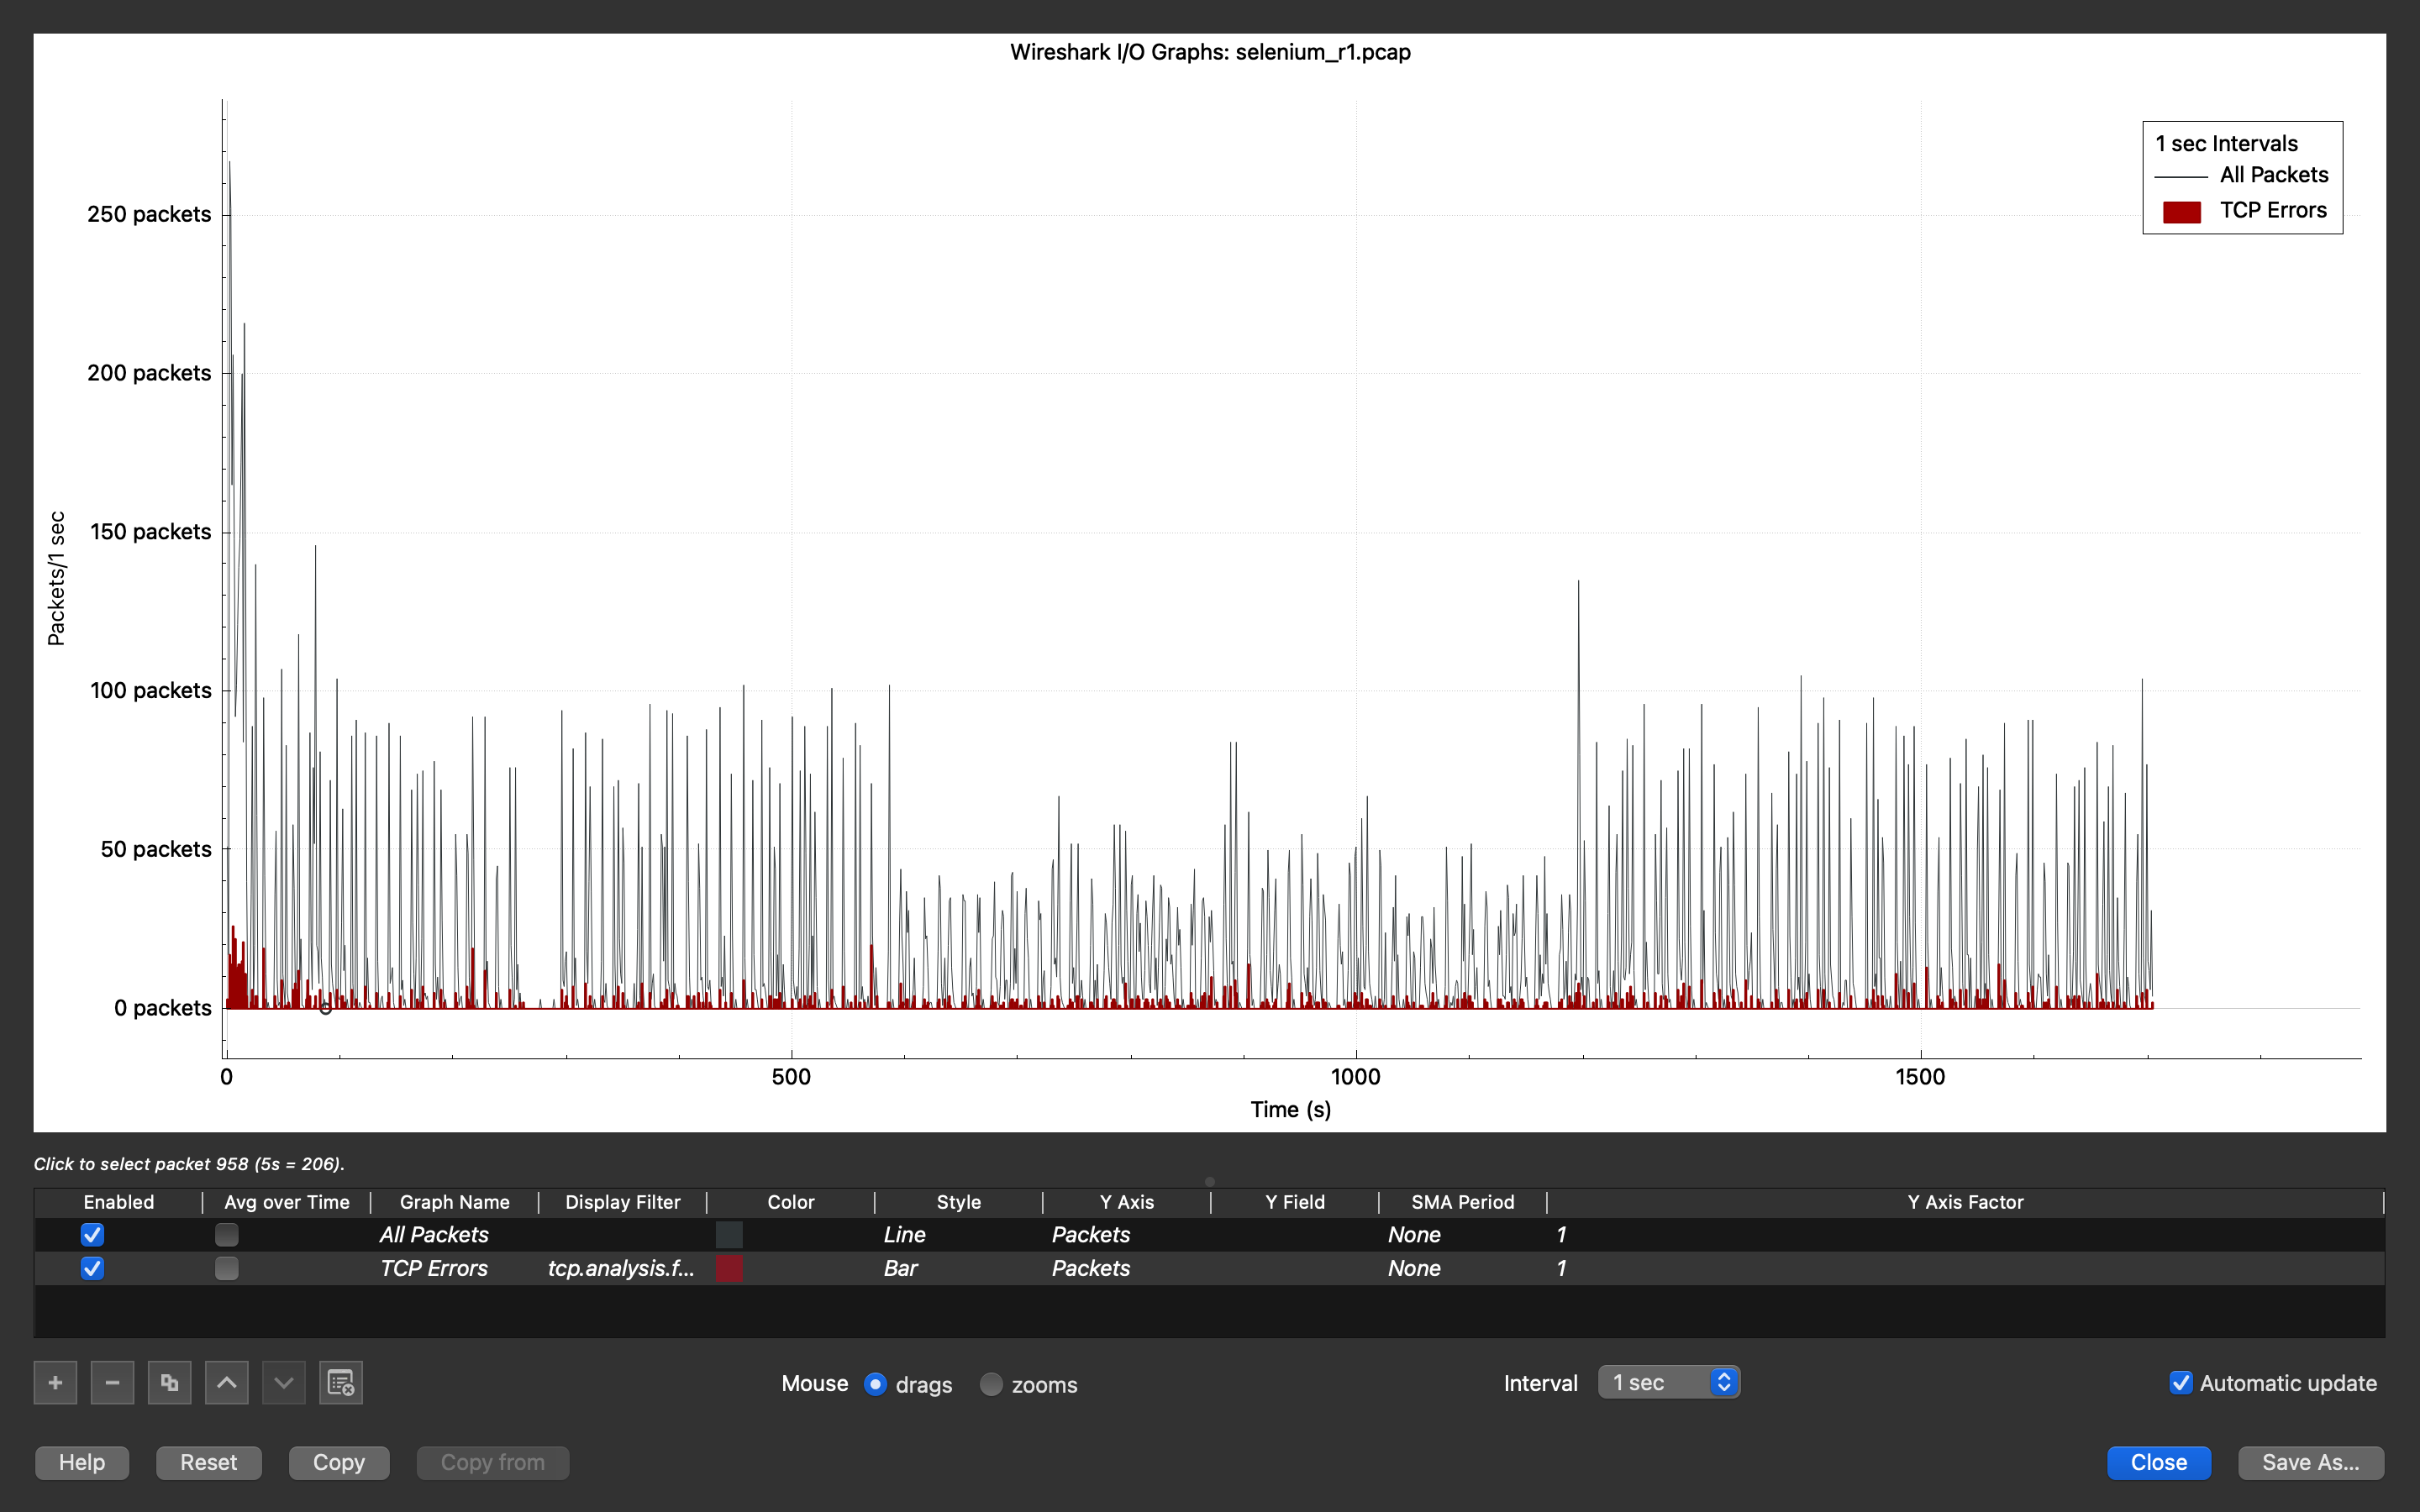 Wireshark I/O Graphs: selenium_r1.pcap
1 sec Intervals
All Packets
TCP Errors
250 packets
200 packets
150 packets
100 packets
50 packets
0 packets
Packets/1 sec
0 500 1000 1500
Time (s)
Click to select packet 958 (5s = 206).
Enabled Avg over Time Graph Name Display Filter Color Style Y Axis Y Field SMA Period Y Axis Factor
All Packets Line Packets None 1
TCP Errors tcp.analysis.f... Bar Packets None 1
Mouse drags zooms Interval 1 sec Automatic update
Help Reset Copy Copy from Close Save As...